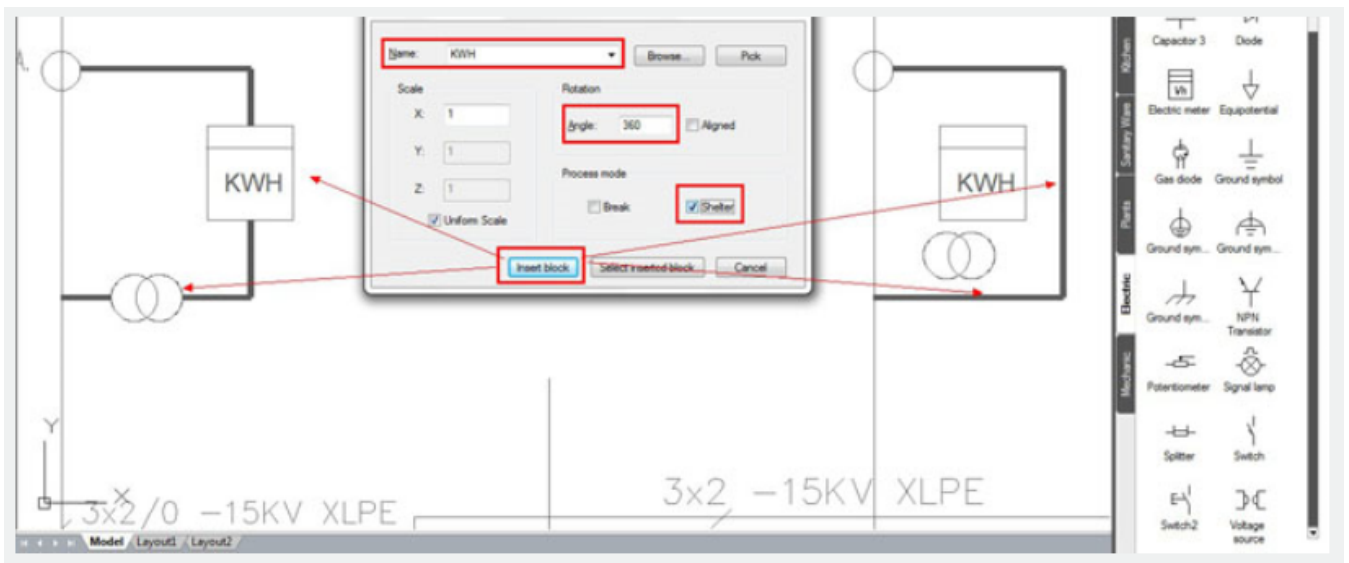 Name: KWH Browse... Pick
Scale
X: 1
Y: 1
Z: 1
Uniform Scale
Rotation
Angle: 360 Aligned
Process mode
Break Shelter
Insert block Select inserted block Cancel
KWH
KWH
3x2/0 -15KV XLPE
3x2 -15KV XLPE
Y
X
Model Layout1 Layout2
Kitchen
Sanitary Ware
Plants
Electric
Mechanic
Capacitor 3 Diode
Vh
Electric meter Equipotential
Gas diode Ground symbol
Ground sym... Ground sym...
Ground sym... NPN
Transistor
Potentiometer Signal lamp
Splitter Switch
Switch2 Voltage
source